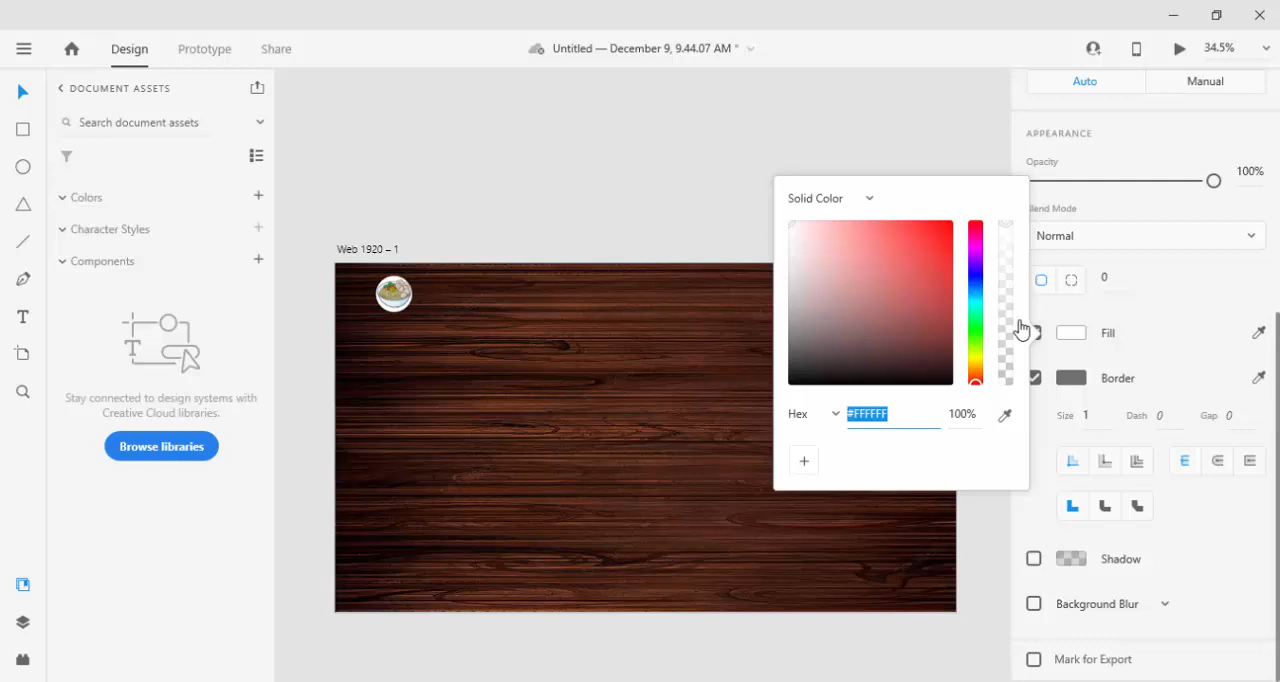 Design
Prototype
Share
Untitled — December 9, 9.44.07 AM *
34.5%
DOCUMENT ASSETS
Search document assets
Colors
Character Styles
Components
Stay connected to design systems with
Creative Cloud libraries.
Browse libraries
Web 1920 – 1
Solid Color
Hex
#FFFFFF
100%
Auto
Manual
APPEARANCE
Opacity
100%
Blend Mode
Normal
0
Fill
Border
Size 1 Dash 0 Gap 0
Shadow
Background Blur
Mark for Export